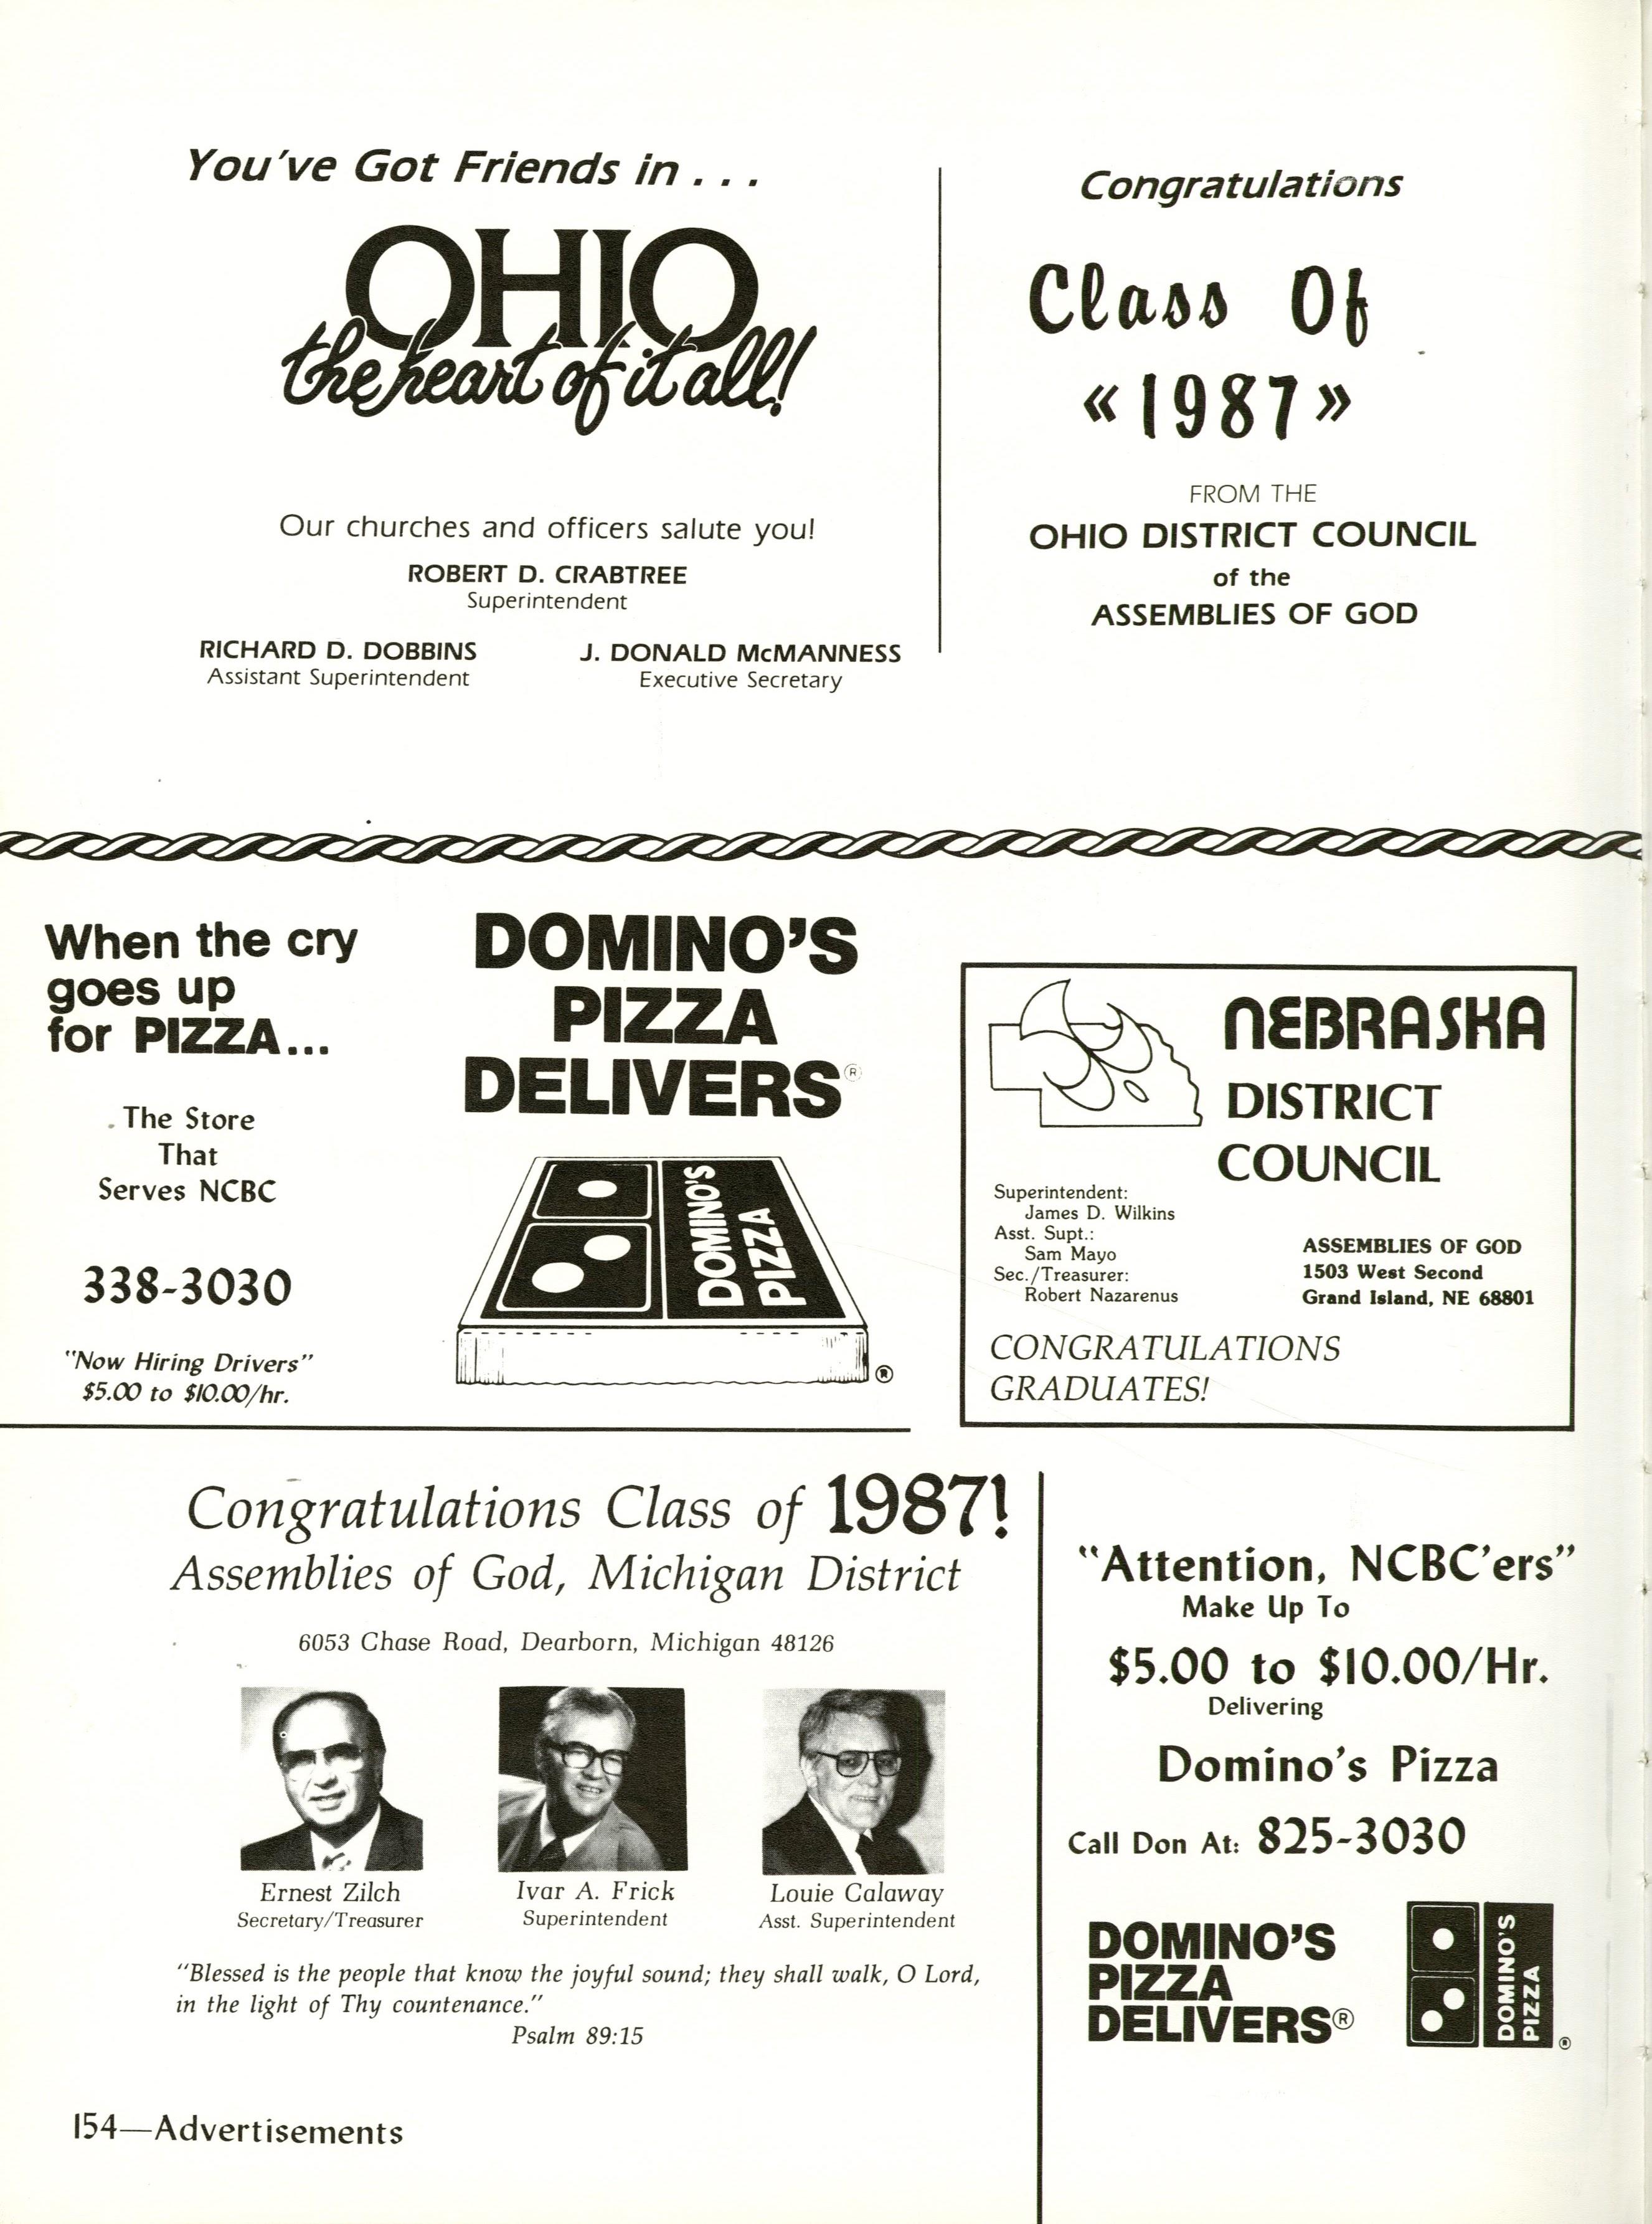 You've Got Friends in . . .
OHIO
the heart of it all!
Our churches and officers salute you!
ROBERT D. CRABTREE
Superintendent
RICHARD D. DOBBINS
Assistant Superintendent
J. DONALD McMANNESS
Executive Secretary
Congratulations
Class Of
«1987»
FROM THE
OHIO DISTRICT COUNCIL
of the
ASSEMBLIES OF GOD
When the cry
goes up
for PIZZA...
The Store
That
Serves NCBC
338-3030
"Now Hiring Drivers"
$5.00 to $10.00/hr.
DOMINO'S
PIZZA
DELIVERS®
DOMINO'S
PIZZA
®
NEBRASKA
DISTRICT
COUNCIL
Superintendent:
James D. Wilkins
Asst. Supt.:
Sam Mayo
Sec./Treasurer:
Robert Nazarenus
ASSEMBLIES OF GOD
1503 West Second
Grand Island, NE 68801
CONGRATULATIONS
GRADUATES!
Congratulations Class of 1987!
Assemblies of God, Michigan District
6053 Chase Road, Dearborn, Michigan 48126
Ernest Zilch
Secretary/Treasurer
Ivar A. Frick
Superintendent
Louie Calaway
Asst. Superintendent
"Blessed is the people that know the joyful sound; they shall walk, O Lord,
in the light of Thy countenance."
Psalm 89:15
"Attention, NCBC'ers"
Make Up To
$5.00 to $10.00/Hr.
Delivering
Domino's Pizza
Call Don At: 825-3030
DOMINO'S
PIZZA
DELIVERS®
DOMINO'S
PIZZA
®
154—Advertisements